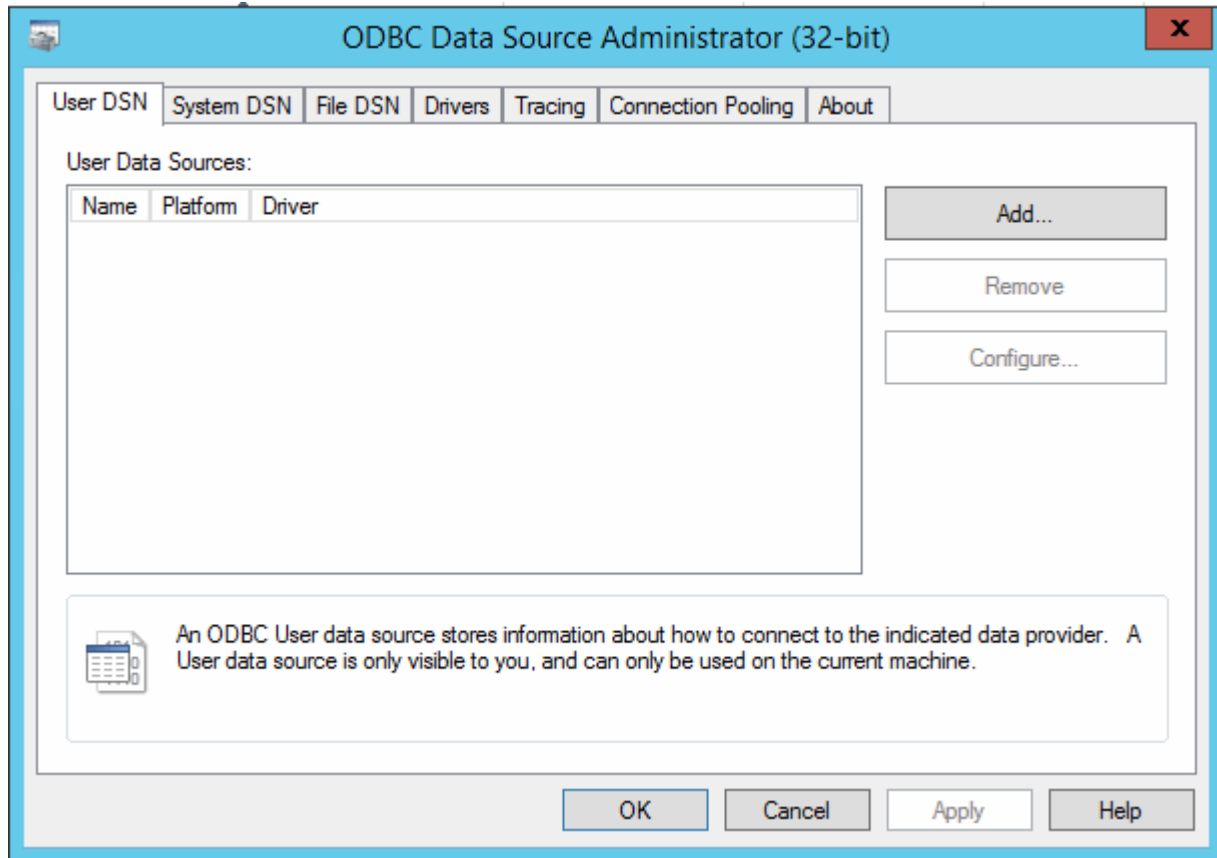 ODBC Data Source Administrator (32-bit)
x
User DSN System DSN File DSN Drivers Tracing Connection Pooling About
User Data Sources:
Name Platform Driver
Add...
Remove
Configure...
An ODBC User data source stores information about how to connect to the indicated data provider. A
User data source is only visible to you, and can only be used on the current machine.
OK Cancel Apply Help